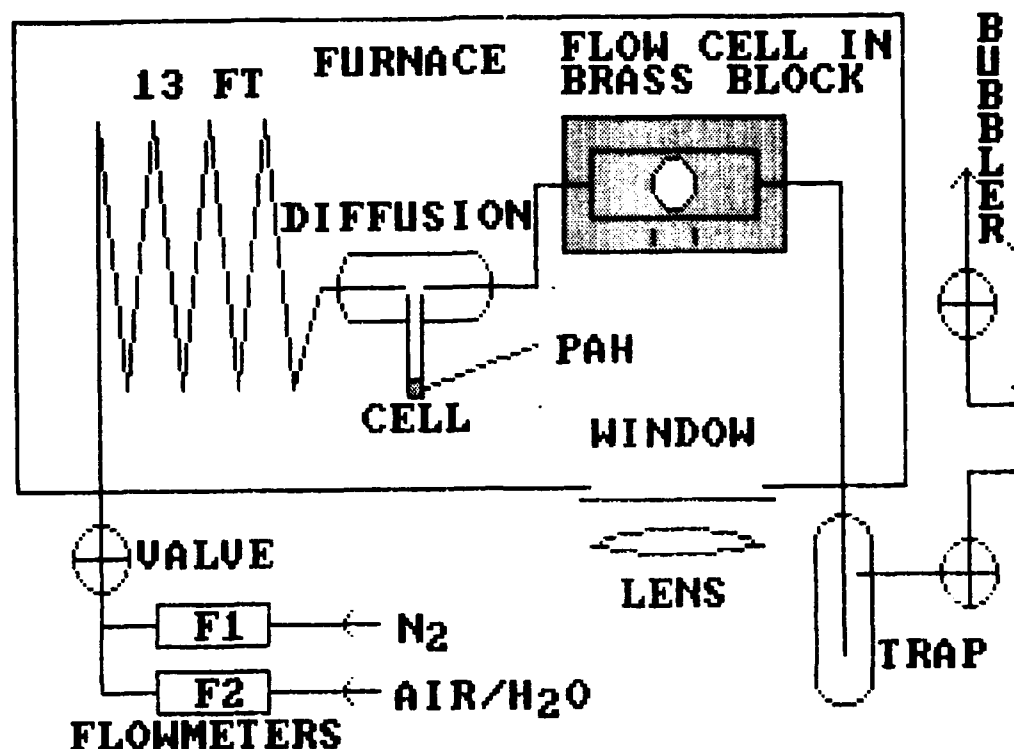 FURNACE
FLOW CELL IN
BRASS BLOCK
13 FT
BUBBLER
DIFFUSION
PAH
CELL
WINDOW
VALVE
LENS
F1
N₂
TRAP
F2
AIR/H₂O
FLOWMETERS